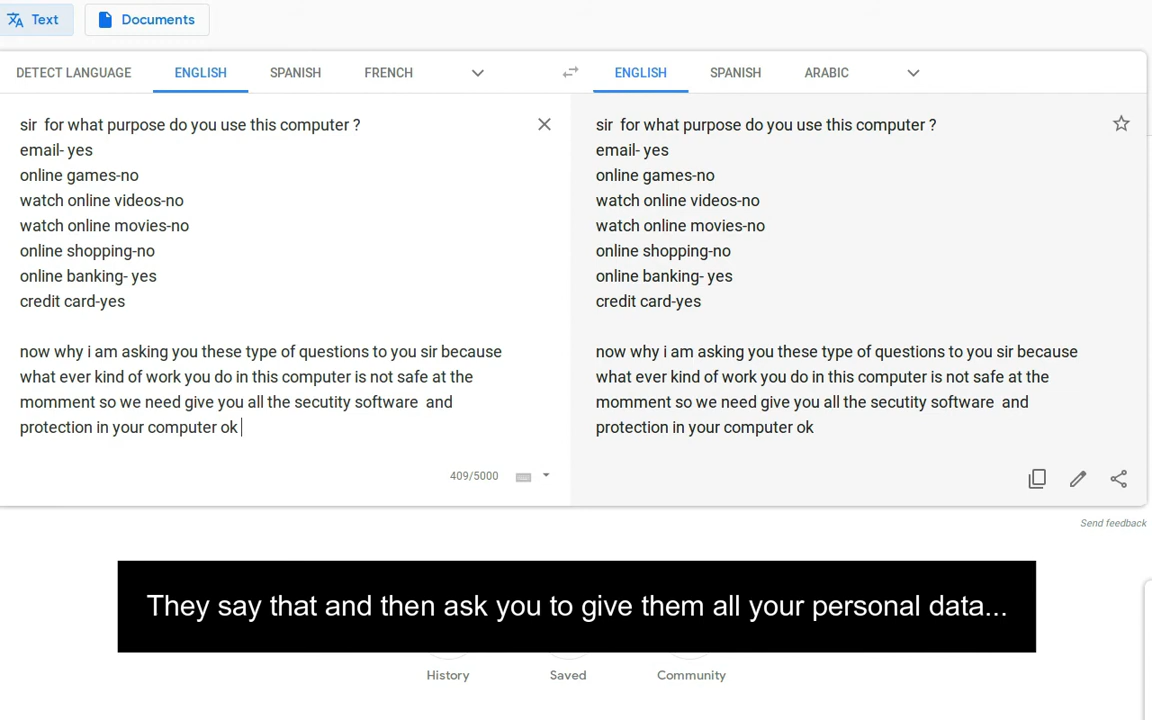 Text Documents
DETECT LANGUAGE ENGLISH SPANISH FRENCH ENGLISH SPANISH ARABIC
sir  for what purpose do you use this computer ?
email- yes
online games-no
watch online videos-no
watch online movies-no
online shopping-no
online banking- yes
credit card-yes
now why i am asking you these type of questions to you sir because
what ever kind of work you do in this computer is not safe at the
momment so we need give you all the secutity software  and
protection in your computer ok
409/5000
sir  for what purpose do you use this computer ?
email- yes
online games-no
watch online videos-no
watch online movies-no
online shopping-no
online banking- yes
credit card-yes
now why i am asking you these type of questions to you sir because
what ever kind of work you do in this computer is not safe at the
momment so we need give you all the secutity software  and
protection in your computer ok
Send feedback
They say that and then ask you to give them all your personal data...
History Saved Community